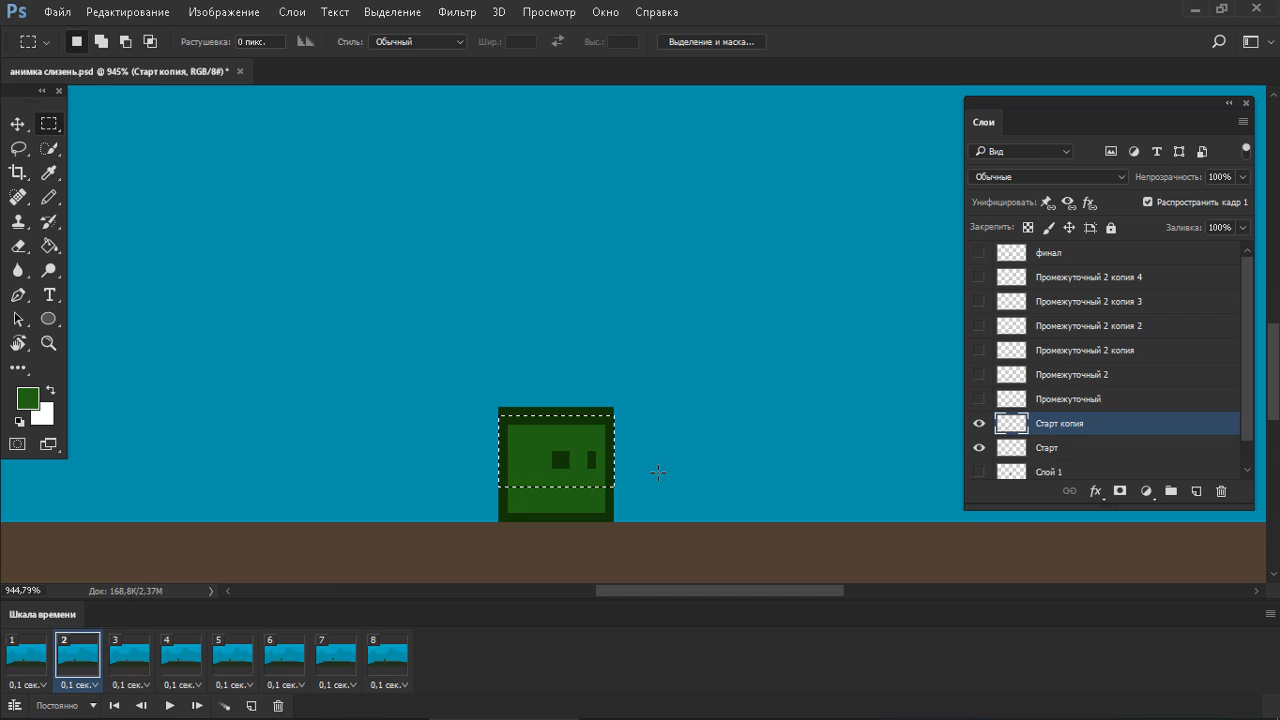 Ps Файл Редактирование Изображение Слои Текст Выделение Фильтр 3D Просмотр Окно Справка
Растушевка: 0 пикс. Стиль: Обычный Шир.: Выс.: Выделение и маска...
анимка слизень.psd @ 945% (Старт копия, RGB/8#) *
Слои
Вид
Обычные Непрозрачность: 100%
Унифицировать: Распространить кадр 1
Закрепить: Заливка: 100%
финал
Промежуточный 2 копия 4
Промежуточный 2 копия 3
Промежуточный 2 копия 2
Промежуточный 2 копия
Промежуточный 2
Промежуточный
Старт копия
Старт
Слой 1
944,79% Док: 168,8K/2,37M
Шкала времени
1 2 3 4 5 6 7 8
0,1 сек. 0,1 сек. 0,1 сек. 0,1 сек. 0,1 сек. 0,1 сек. 0,1 сек. 0,1 сек.
Постоянно